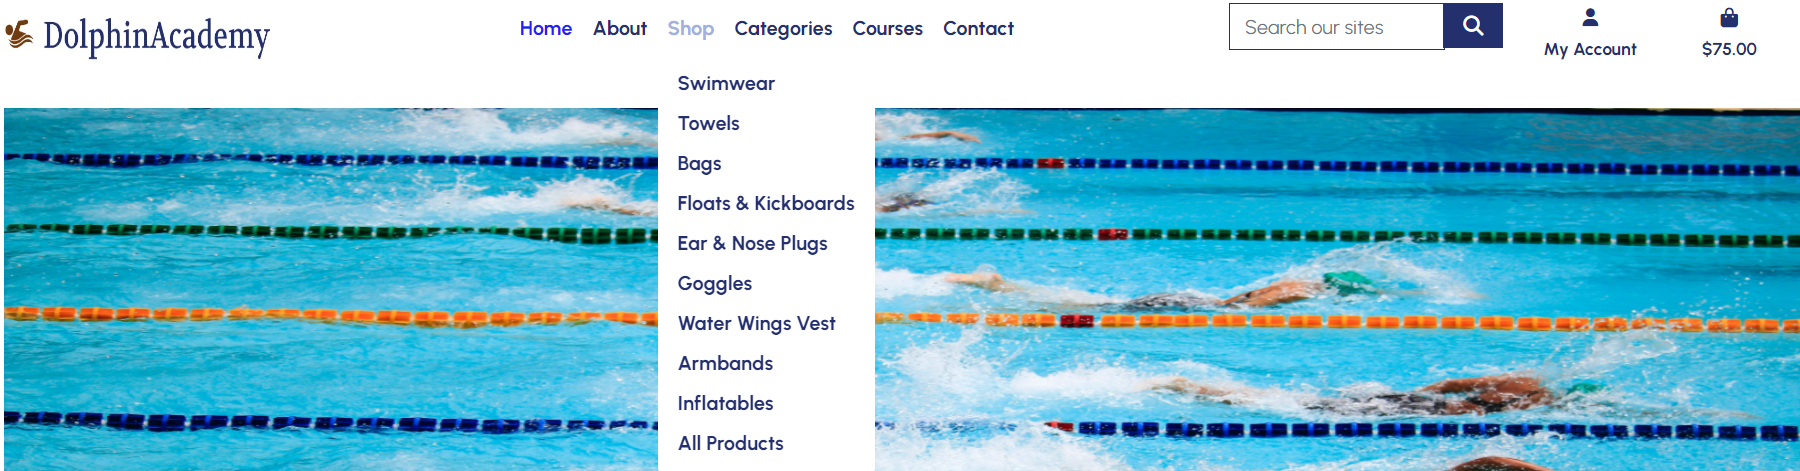 DolphinAcademy
Home About Shop Categories Courses Contact
Search our sites
My Account
$75.00
Swimwear
Towels
Bags
Floats & Kickboards
Ear & Nose Plugs
Goggles
Water Wings Vest
Armbands
Inflatables
All Products